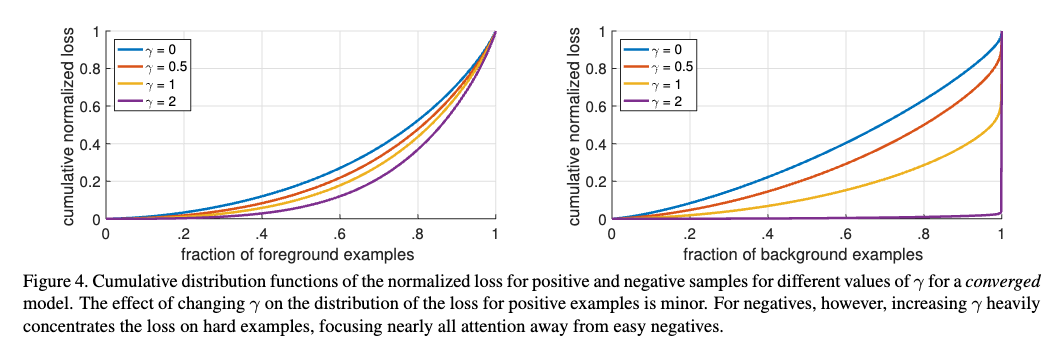 cumulative normalized loss
1
0.8
0.6
0.4
0.2
0
γ = 0
γ = 0.5
γ = 1
γ = 2
0 .2 .4 .6 .8 1
fraction of foreground examples
cumulative normalized loss
1
0.8
0.6
0.4
0.2
0
γ = 0
γ = 0.5
γ = 1
γ = 2
0 .2 .4 .6 .8 1
fraction of background examples
Figure 4. Cumulative distribution functions of the normalized loss for positive and negative samples for different values of γ for a converged
model. The effect of changing γ on the distribution of the loss for positive examples is minor. For negatives, however, increasing γ heavily
concentrates the loss on hard examples, focusing nearly all attention away from easy negatives.